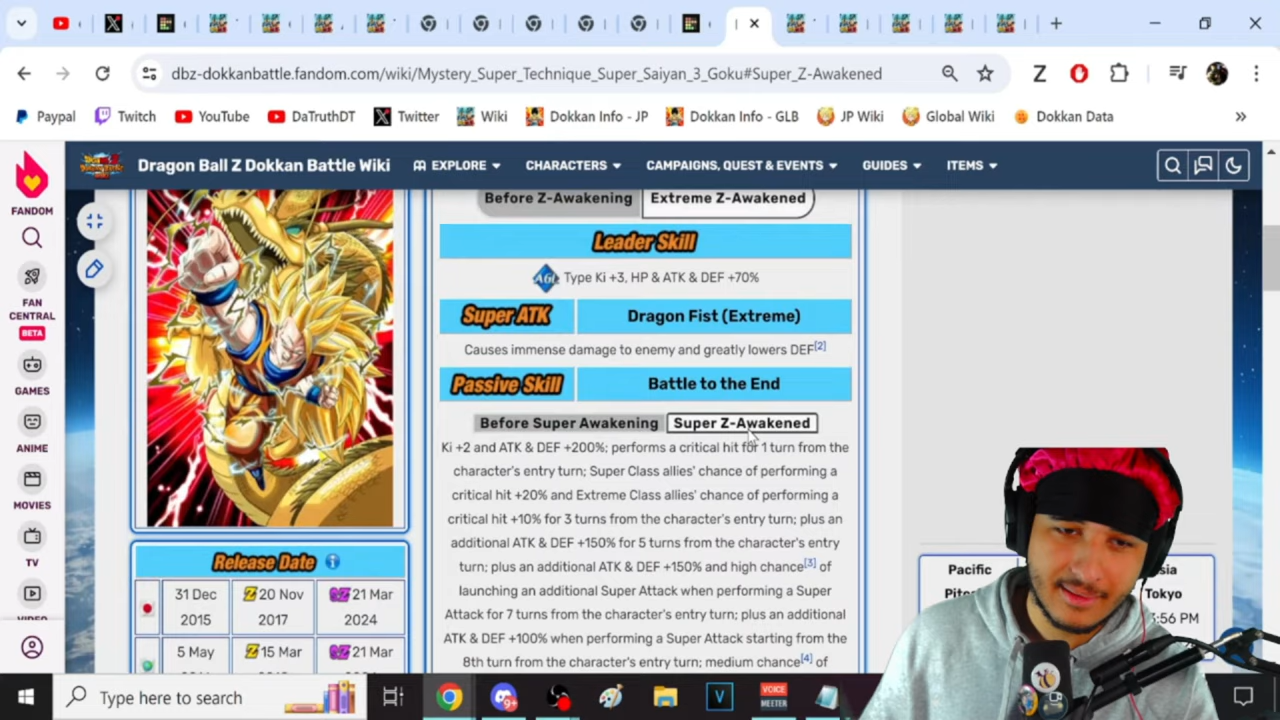 dbz-dokkanbattle.fandom.com/wiki/Mystery_Super_Technique_Super_Saiyan_3_Goku#Super_Z-Awakened
Z
Paypal
Twitch
YouTube
DaTruthDT
Twitter
Wiki
Dokkan Info - JP
Dokkan Info - GLB
JP Wiki
Global Wiki
Dokkan Data
»
FANDOM
FAN
CENTRAL
BETA
GAMES
ANIME
MOVIES
TV
Dragon Ball Z Dokkan Battle Wiki
EXPLORE
CHARACTERS
CAMPAIGNS, QUEST & EVENTS
GUIDES
ITEMS
Before Z-Awakening
Extreme Z-Awakened
Leader Skill
AGL Type Ki +3, HP & ATK & DEF +70%
Super ATK
Dragon Fist (Extreme)
Causes immense damage to enemy and greatly lowers DEF[2]
Passive Skill
Battle to the End
Before Super Awakening
Super Z-Awakened
Ki +2 and ATK & DEF +200%; performs a critical hit for 1 turn from the
character's entry turn; Super Class allies' chance of performing a
critical hit +20% and Extreme Class allies' chance of performing a
critical hit +10% for 3 turns from the character's entry turn; plus an
additional ATK & DEF +150% for 5 turns from the character's entry
turn; plus an additional ATK & DEF +150% and high chance[3] of
launching an additional Super Attack when performing a Super
Attack for 7 turns from the character's entry turn; plus an additional
ATK & DEF +100% when performing a Super Attack starting from the
8th turn from the character's entry turn; medium chance[4] of
Release Date
31 Dec
2015
Z 20 Nov
2017
EZ 21 Mar
2024
5 May
Z 15 Mar
EZ 21 Mar
Pacific
Tokyo
:56 PM
Type here to search
9+
V
VOICE
MEETER